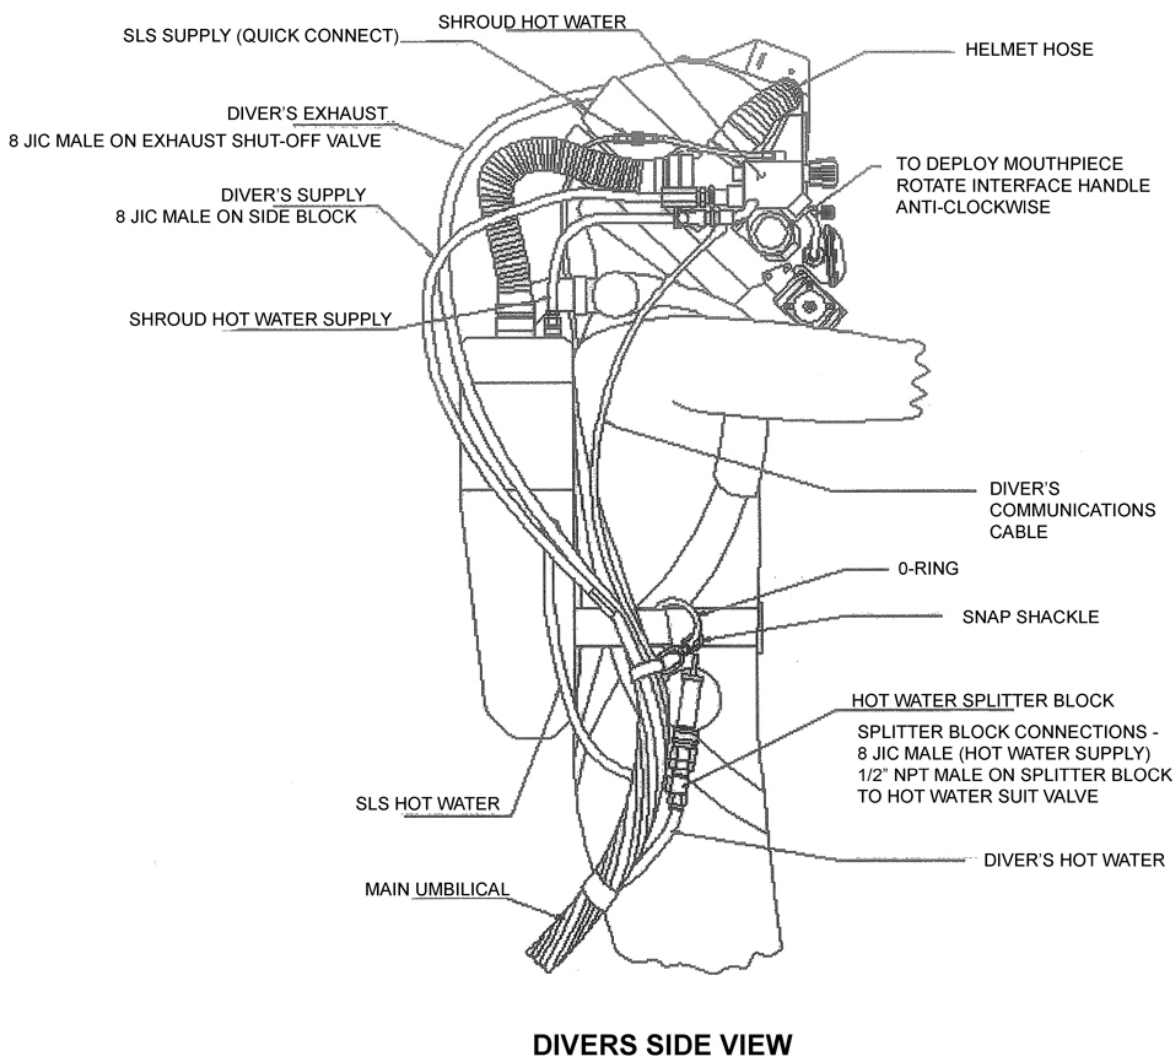 SHROUD HOT WATER
SLS SUPPLY (QUICK CONNECT)
HELMET HOSE
DIVER'S EXHAUST
8 JIC MALE ON EXHAUST SHUT-OFF VALVE
TO DEPLOY MOUTHPIECE
ROTATE INTERFACE HANDLE
ANTI-CLOCKWISE
DIVER'S SUPPLY
8 JIC MALE ON SIDE BLOCK
SHROUD HOT WATER SUPPLY
DIVER'S
COMMUNICATIONS
CABLE
0-RING
SNAP SHACKLE
HOT WATER SPLITTER BLOCK
SPLITTER BLOCK CONNECTIONS -
8 JIC MALE (HOT WATER SUPPLY)
1/2" NPT MALE ON SPLITTER BLOCK
TO HOT WATER SUIT VALVE
SLS HOT WATER
DIVER'S HOT WATER
MAIN UMBILICAL
DIVERS SIDE VIEW